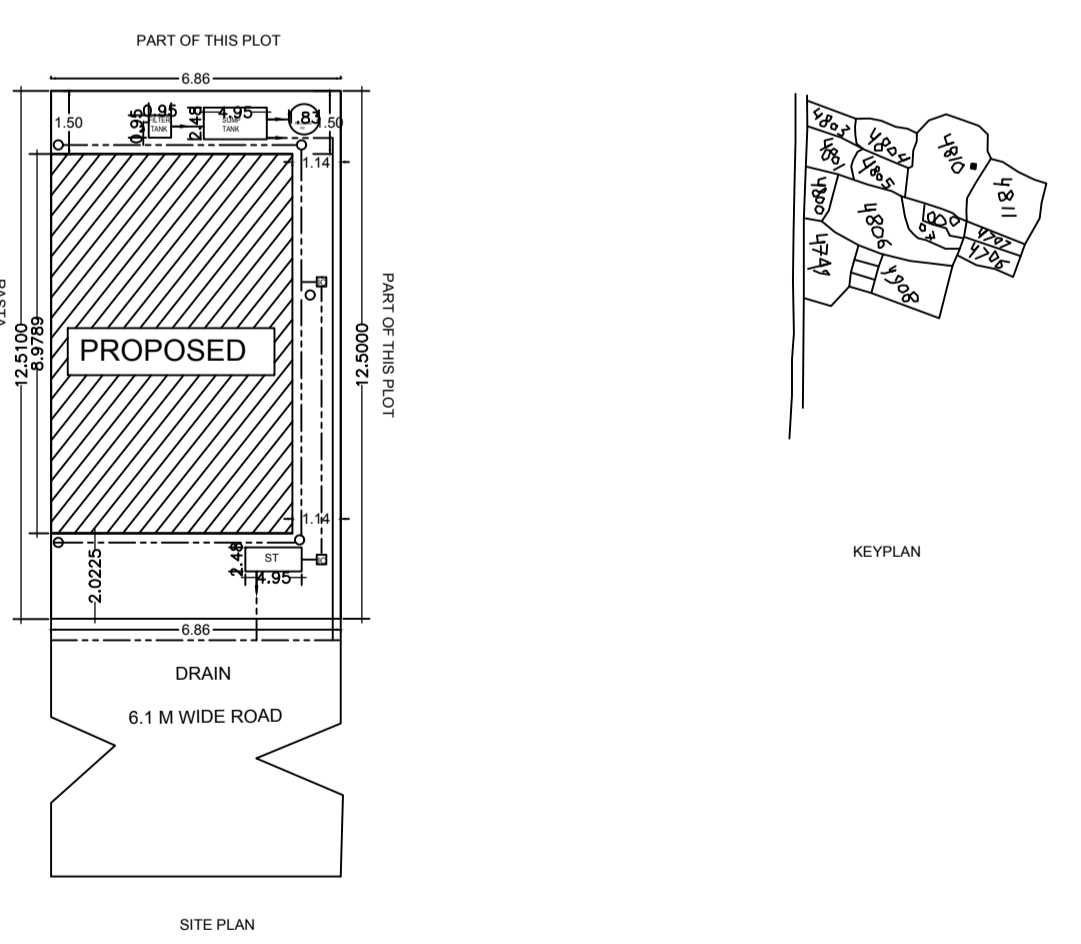 PART OF THIS PLOT
6.86
0.95
4.95
.83
1.50
0.95
FILTER
TANK
2.48
SUMP
TANK
1.50
1.14
RASTA
12.5100
8.9789
PROPOSED
12.5000
PART OF THIS PLOT
1.14
2.48
ST
4.95
2.0225
6.86
DRAIN
6.1 M WIDE ROAD
SITE PLAN
4803
4804
4810
4801
4805
4811
4800
4806
07
4707
4706
4908
KEYPLAN